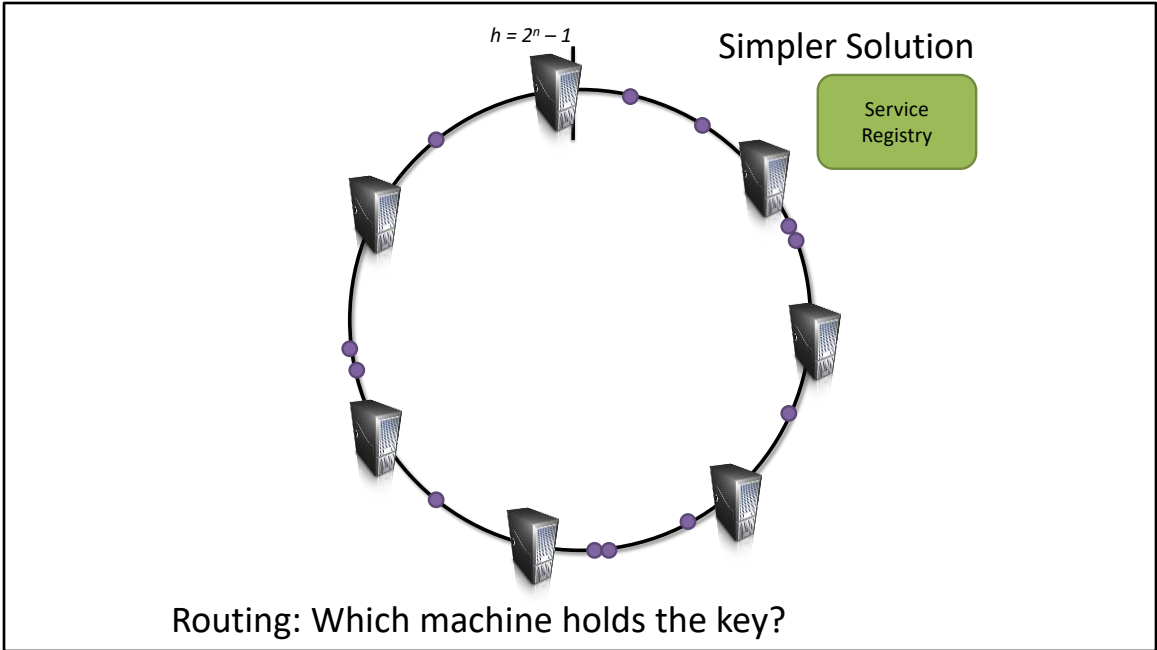 h = 2ⁿ – 1
Simpler Solution
Service
Registry
Routing: Which machine holds the key?